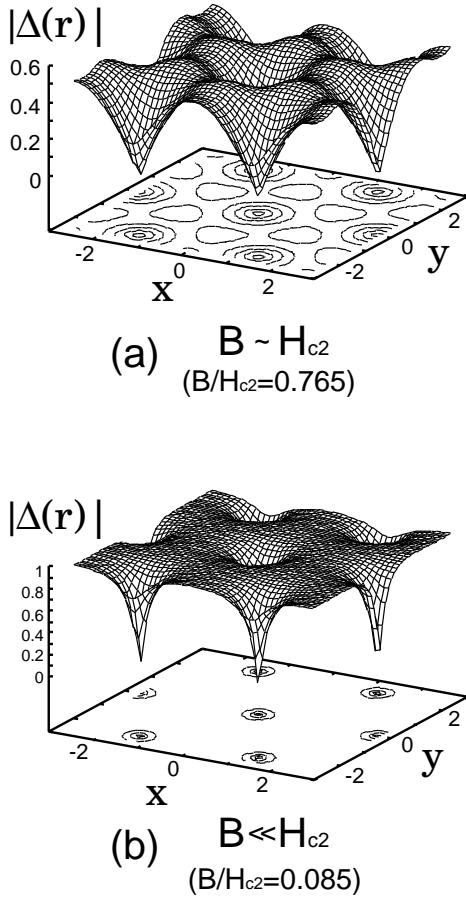 |Δ(r)|
0.6
0.4
0.2
0
-2
0
2
x
-2
0
2
y
(a) B ~ Hc2
(B/Hc2=0.765)
|Δ(r)|
1
0.8
0.6
0.4
0.2
0
-2
0
2
x
-2
0
2
y
(b) B≪Hc2
(B/Hc2=0.085)